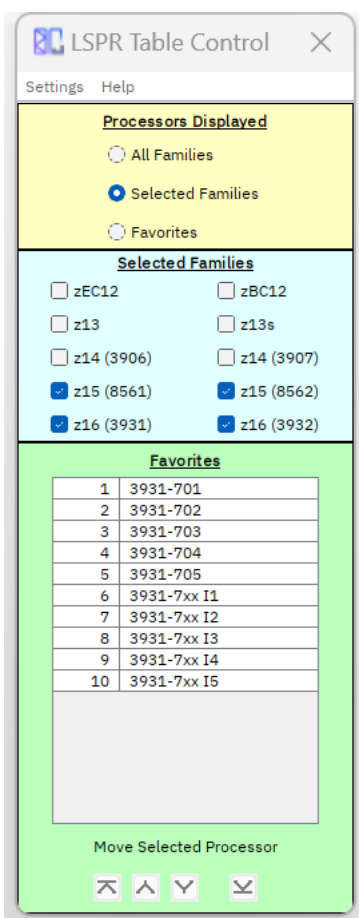 LSPR Table Control
Settings Help
Processors Displayed
All Families
Selected Families
Favorites
Selected Families
zEC12 zBC12
z13 z13s
z14 (3906) z14 (3907)
z15 (8561) z15 (8562)
z16 (3931) z16 (3932)
Favorites
1 3931-701
2 3931-702
3 3931-703
4 3931-704
5 3931-705
6 3931-7xx I1
7 3931-7xx I2
8 3931-7xx I3
9 3931-7xx I4
10 3931-7xx I5
Move Selected Processor